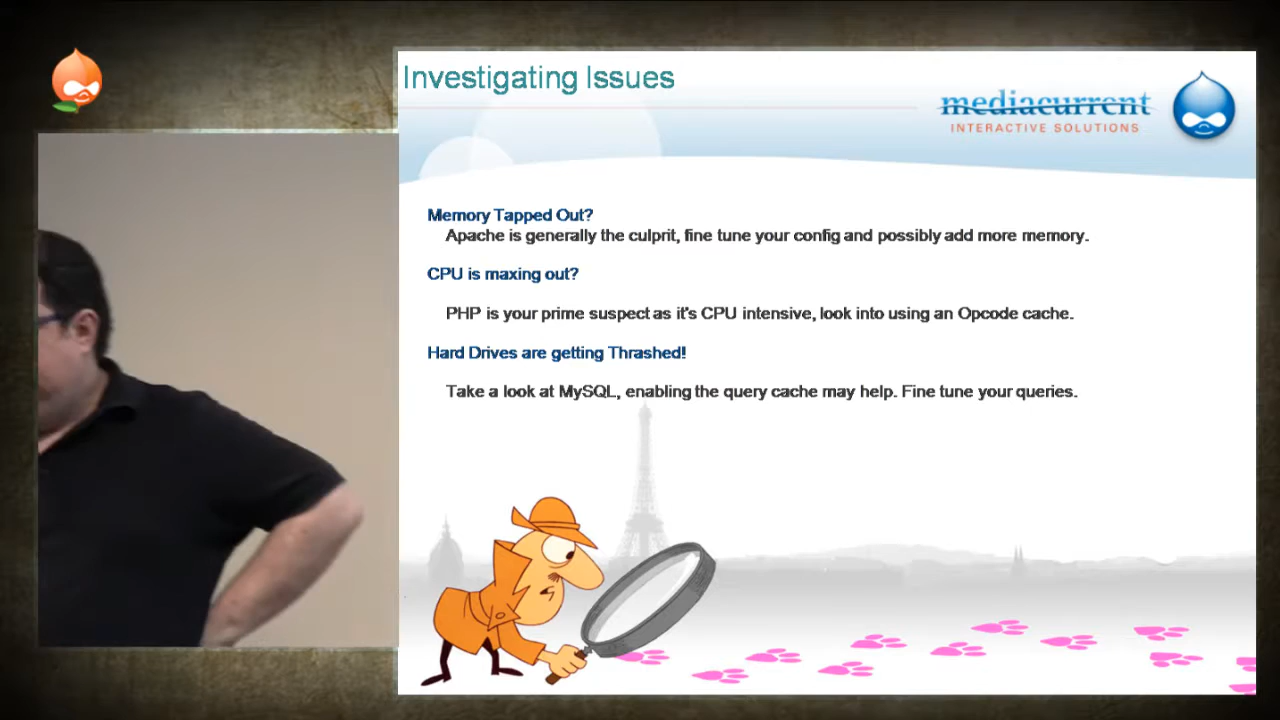 Investigating Issues
mediacurrent
INTERACTIVE SOLUTIONS
Memory Tapped Out?
Apache is generally the culprit, fine tune your config and possibly add more memory.
CPU is maxing out?
PHP is your prime suspect as it's CPU intensive, look into using an Opcode cache.
Hard Drives are getting Thrashed!
Take a look at MySQL, enabling the query cache may help. Fine tune your queries.